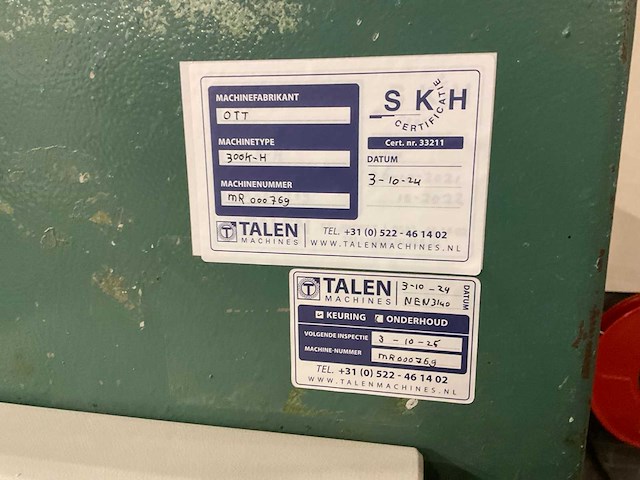 MACHINEFABRIKANT
OTT
MACHINETYPE
300K-H
MACHINENUMMER
MR 000769
SKH
CERTIFICATIE
Cert. nr. 33211
DATUM
3-10-24
TALEN
MACHINES
TEL. +31 (0) 522 - 46 14 02
WWW.TALENMACHINES.NL
TALEN
MACHINES
3-10-24
NEN3140
DATUM
KEURING ONDERHOUD
VOLGENDE INSPECTIE
3-10-25
MACHINE-NUMMER
MR000769
TEL. +31 (0) 522 - 46 14 02
WWW.TALENMACHINES.NL